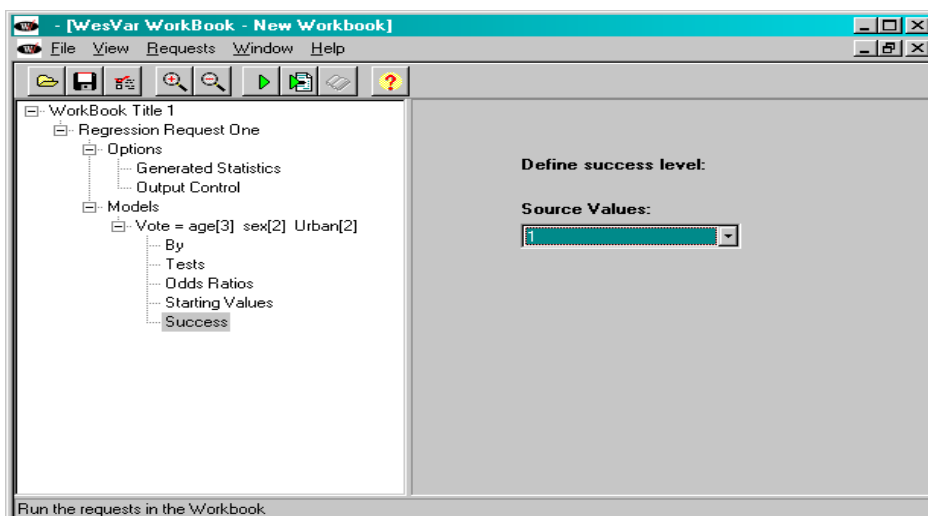 - [WesVar WorkBook - New Workbook]
File View Requests Window Help
WorkBook Title 1
Regression Request One
Options
Generated Statistics
Output Control
Models
Vote = age[3] sex[2] Urban[2]
By
Tests
Odds Ratios
Starting Values
Success
Define success level:
Source Values:
1
Run the requests in the Workbook